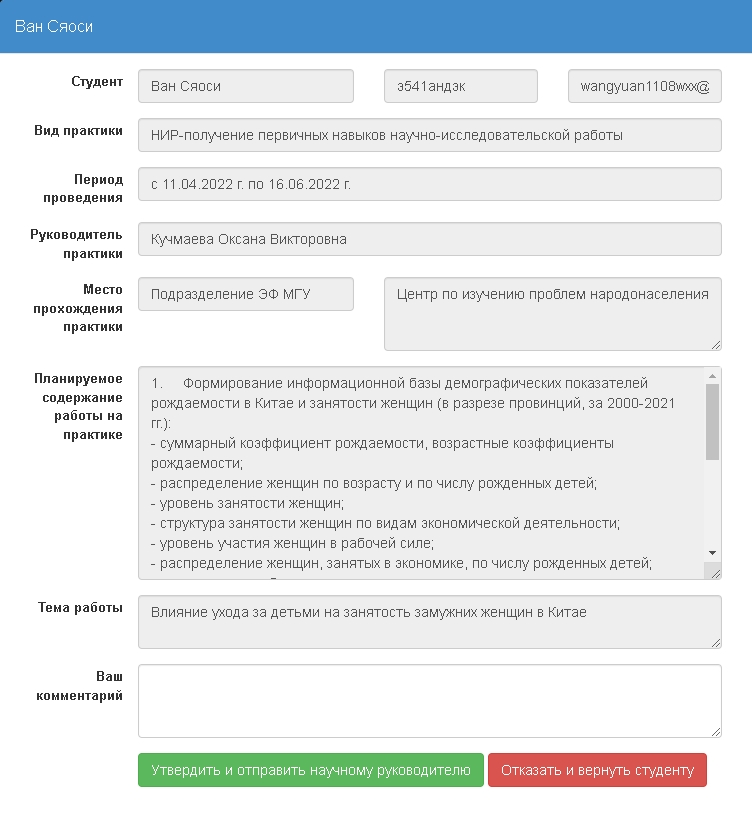 Ван Сяоси
Студент Ван Сяоси э541андэк wangyuan1108wxx@
Вид практики НИР-получение первичных навыков научно-исследовательской работы
Период проведения с 11.04.2022 г. по 16.06.2022 г.
Руководитель практики Кучмаева Оксана Викторовна
Место прохождения практики Подразделение ЭФ МГУ Центр по изучению проблем народонаселения
Планируемое содержание работы на практике
1. Формирование информационной базы демографических показателей
рождаемости в Китае и занятости женщин (в разрезе провинций, за 2000-2021
гг.):
- суммарный коэффициент рождаемости, возрастные коэффициенты
рождаемости;
- распределение женщин по возрасту и по числу рожденных детей;
- уровень занятости женщин;
- структура занятости женщин по видам экономической деятельности;
- уровень участия женщин в рабочей силе;
- распределение женщин, занятых в экономике, по числу рожденных детей;
Тема работы Влияние ухода за детьми на занятость замужних женщин в Китае
Ваш комментарий
Утвердить и отправить научному руководителю Отказать и вернуть студенту